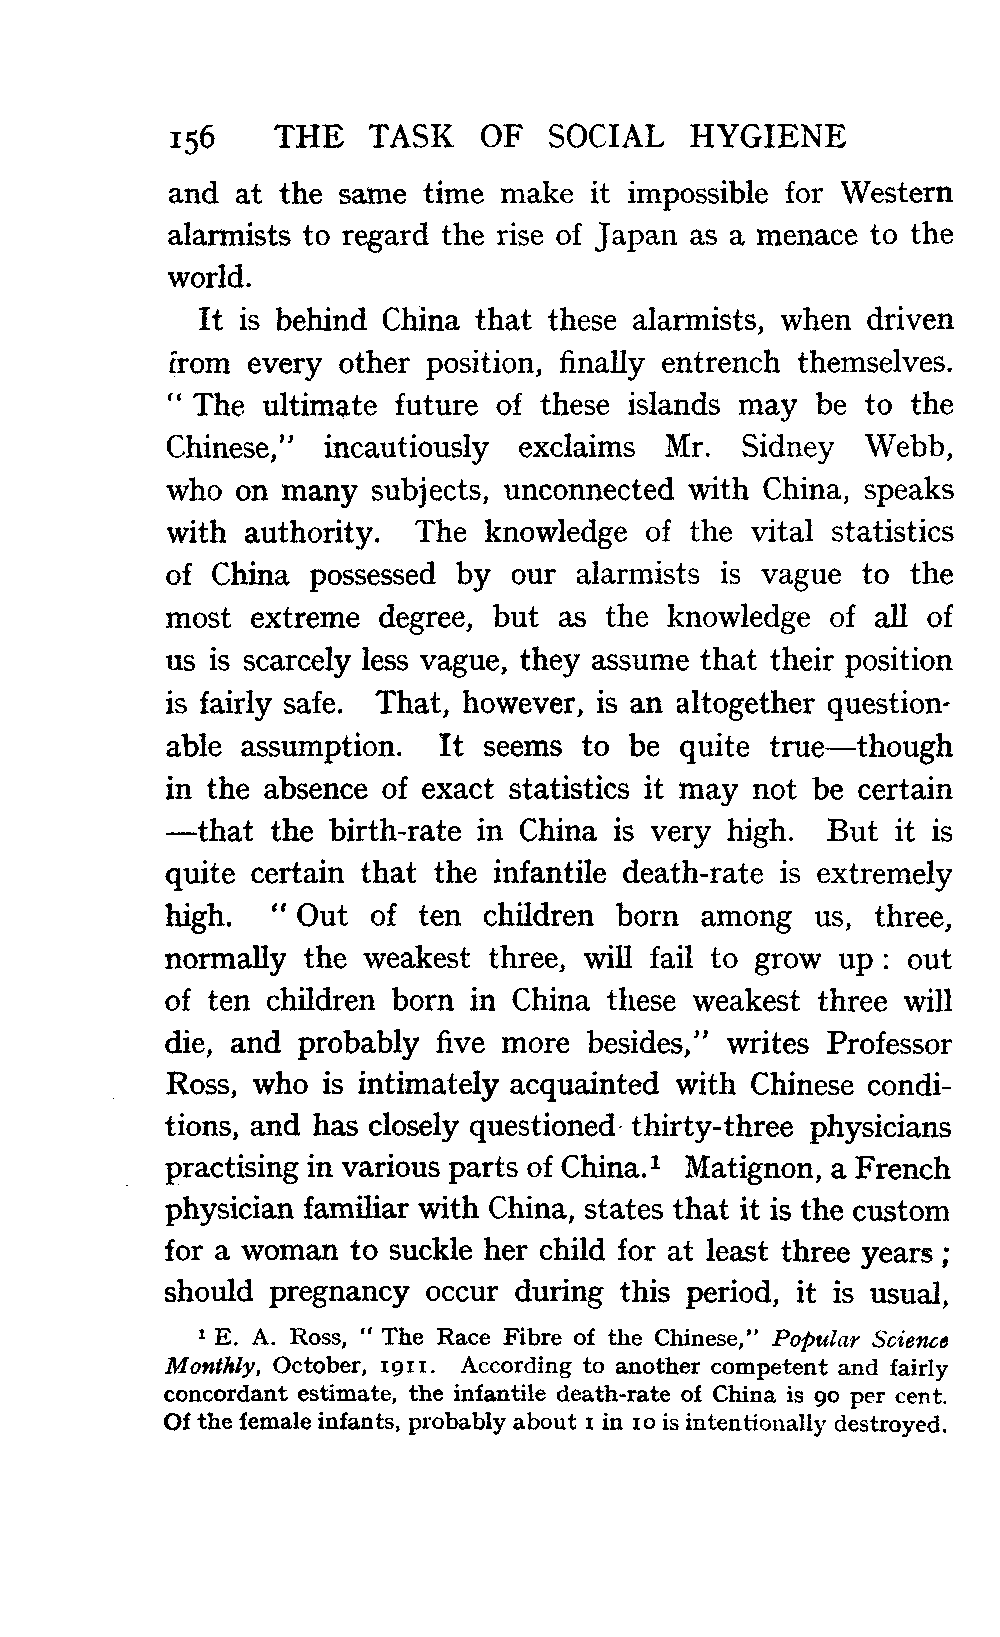 156 THE TASK OF SOCIAL HYGIENE
and at the same time make it impossible for Western
alarmists to regard the rise of Japan as a menace to the
world.
It is behind China that these alarmists, when driven
from every other position, finally entrench themselves.
" The ultimate future of these islands may be to the
Chinese," incautiously exclaims Mr. Sidney Webb,
who on many subjects, unconnected with China, speaks
with authority. The knowledge of the vital statistics
of China possessed by our alarmists is vague to the
most extreme degree, but as the knowledge of all of
us is scarcely less vague, they assume that their position
is fairly safe. That, however, is an altogether question-
able assumption. It seems to be quite true—though
in the absence of exact statistics it may not be certain
—that the birth-rate in China is very high. But it is
quite certain that the infantile death-rate is extremely
high. " Out of ten children born among us, three,
normally the weakest three, will fail to grow up : out
of ten children born in China these weakest three will
die, and probably five more besides," writes Professor
Ross, who is intimately acquainted with Chinese condi-
tions, and has closely questioned thirty-three physicians
practising in various parts of China.¹ Matignon, a French
physician familiar with China, states that it is the custom
for a woman to suckle her child for at least three years ;
should pregnancy occur during this period, it is usual,
¹ E. A. Ross, " The Race Fibre of the Chinese," Popular Science
Monthly, October, 1911. According to another competent and fairly
concordant estimate, the infantile death-rate of China is 90 per cent.
Of the female infants, probably about 1 in 10 is intentionally destroyed.